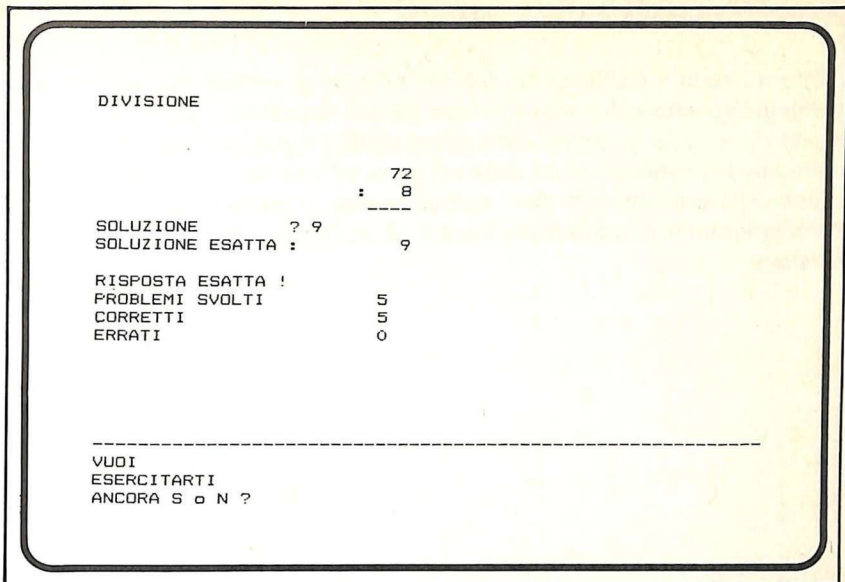 DIVISIONE
72
: 8
----
SOLUZIONE ? 9
SOLUZIONE ESATTA : 9
RISPOSTA ESATTA !
PROBLEMI SVOLTI 5
CORRETTI 5
ERRATI 0
VUOI
ESERCITARTI
ANCORA S o N ?